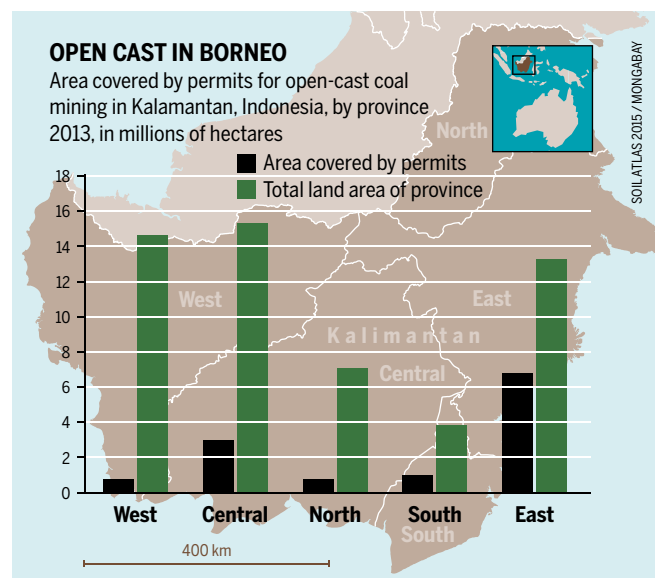 OPEN CAST IN BORNEO
Area covered by permits for open-cast coal
mining in Kalamantan, Indonesia, by province
2013, in millions of hectares
SOILATLAS 2015 / MONGABAY
North
Area covered by permits
Total land area of province
18
16
14
12
10
8
6
4
2
0
West
East
Kalimantan
Central
South
West
Central
North
South
East
400 km